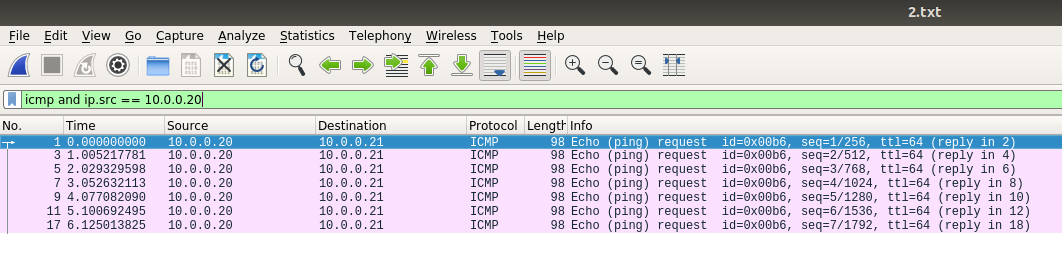 2.txt
File Edit View Go Capture Analyze Statistics Telephony Wireless Tools Help
icmp and ip.src == 10.0.0.20
No. Time Source Destination Protocol Length Info
1 0.000000000 10.0.0.20 10.0.0.21 ICMP 98 Echo (ping) request id=0x00b6, seq=1/256, ttl=64 (reply in 2)
3 1.005217781 10.0.0.20 10.0.0.21 ICMP 98 Echo (ping) request id=0x00b6, seq=2/512, ttl=64 (reply in 4)
5 2.029329598 10.0.0.20 10.0.0.21 ICMP 98 Echo (ping) request id=0x00b6, seq=3/768, ttl=64 (reply in 6)
7 3.052632113 10.0.0.20 10.0.0.21 ICMP 98 Echo (ping) request id=0x00b6, seq=4/1024, ttl=64 (reply in 8)
9 4.077082090 10.0.0.20 10.0.0.21 ICMP 98 Echo (ping) request id=0x00b6, seq=5/1280, ttl=64 (reply in 10)
11 5.100692495 10.0.0.20 10.0.0.21 ICMP 98 Echo (ping) request id=0x00b6, seq=6/1536, ttl=64 (reply in 12)
17 6.125013825 10.0.0.20 10.0.0.21 ICMP 98 Echo (ping) request id=0x00b6, seq=7/1792, ttl=64 (reply in 18)